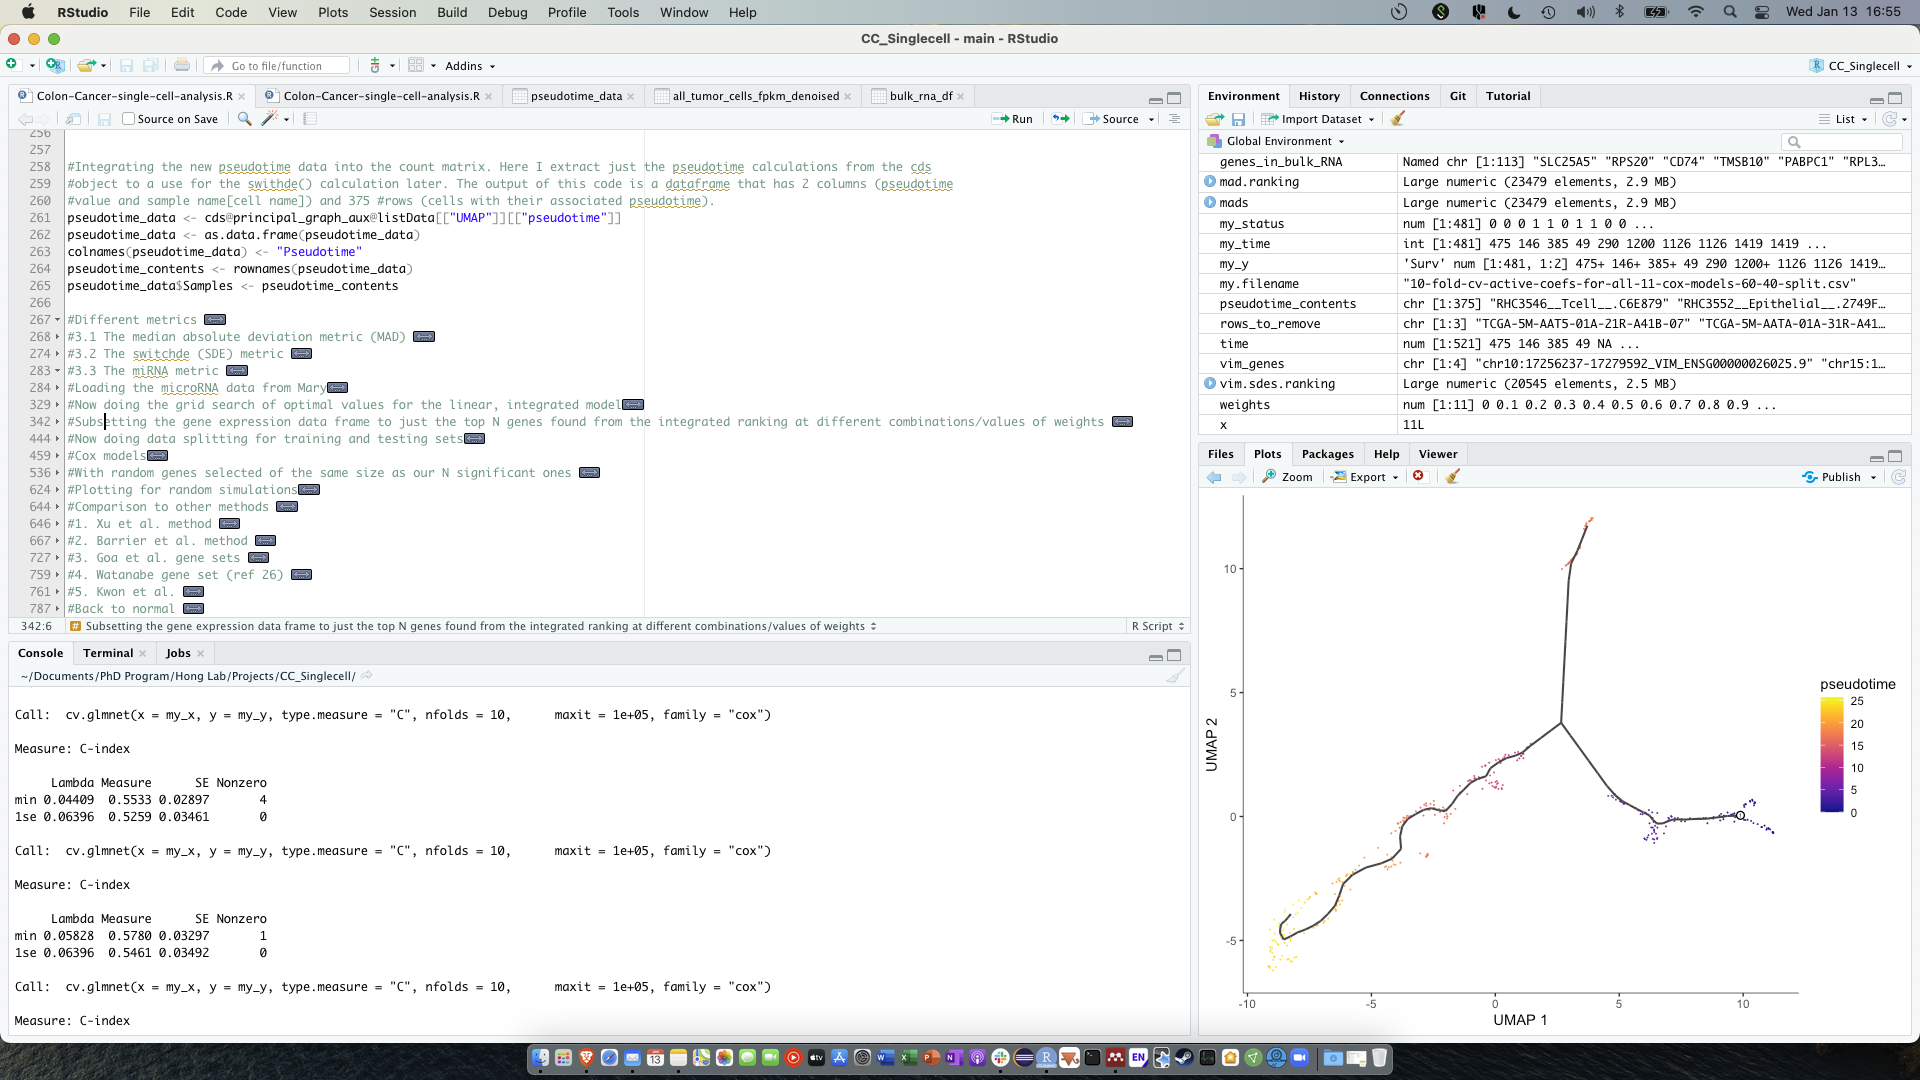 RStudio File Edit Code View Plots Session Build Debug Profile Tools Window Help Wed Jan 13 16:55
CC_Singlecell - main - RStudio
Go to file/function Addins CC_Singlecell
Colon-Cancer-single-cell-analysis.R Colon-Cancer-single-cell-analysis.R pseudotime_data all_tumor_cells_fpkm_denoised bulk_rna_df
Source on Save Run Source
256
257
258 #Integrating the new pseudotime data into the count matrix. Here I extract just the pseudotime calculations from the cds
259 #object to a use for the swithde() calculation later. The output of this code is a dataframe that has 2 columns (pseudotime
260 #value and sample name[cell name]) and 375 #rows (cells with their associated pseudotime).
261 pseudotime_data <- cds@principal_graph_aux@listData[["UMAP"]][["pseudotime"]]
262 pseudotime_data <- as.data.frame(pseudotime_data)
263 colnames(pseudotime_data) <- "Pseudotime"
264 pseudotime_contents <- rownames(pseudotime_data)
265 pseudotime_data$Samples <- pseudotime_contents
266
267 #Different metrics
268 #3.1 The median absolute deviation metric (MAD)
274 #3.2 The switchde (SDE) metric
283 #3.3 The miRNA metric
284 #Loading the microRNA data from Mary
329 #Now doing the grid search of optimal values for the linear, integrated model
342 #Subsetting the gene expression data frame to just the top N genes found from the integrated ranking at different combinations/values of weights
444 #Now doing data splitting for training and testing sets
459 #Cox models
536 #With random genes selected of the same size as our N significant ones
624 #Plotting for random simulations
644 #Comparison to other methods
646 #1. Xu et al. method
667 #2. Barrier et al. method
727 #3. Goa et al. gene sets
759 #4. Watanabe gene set (ref 26)
761 #5. Kwon et al.
787 #Back to normal
342:6 # Subsetting the gene expression data frame to just the top N genes found from the integrated ranking at different combinations/values of weights R Script
Console Terminal Jobs
~/Documents/PhD Program/Hong Lab/Projects/CC_Singlecell/
Call: cv.glmnet(x = my_x, y = my_y, type.measure = "C", nfolds = 10, maxit = 1e+05, family = "cox")
Measure: C-index
Lambda Measure SE Nonzero
min 0.04409 0.5533 0.02897 4
1se 0.06396 0.5259 0.03461 0
Call: cv.glmnet(x = my_x, y = my_y, type.measure = "C", nfolds = 10, maxit = 1e+05, family = "cox")
Measure: C-index
Lambda Measure SE Nonzero
min 0.05828 0.5780 0.03297 1
1se 0.06396 0.5461 0.03492 0
Call: cv.glmnet(x = my_x, y = my_y, type.measure = "C", nfolds = 10, maxit = 1e+05, family = "cox")
Measure: C-index
Environment History Connections Git Tutorial
Import Dataset List
Global Environment
genes_in_bulk_RNA Named chr [1:113] "SLC25A5" "RPS20" "CD74" "TMSB10" "PABPC1" "RPL3…
mad.ranking Large numeric (23479 elements, 2.9 MB)
mads Large numeric (23479 elements, 2.9 MB)
my_status num [1:481] 0 0 0 1 1 0 1 1 0 0 ...
my_time int [1:481] 475 146 385 49 290 1200 1126 1126 1419 1419 ...
my_y 'Surv' num [1:481, 1:2] 475+ 146+ 385+ 49 290 1200+ 1126 1126 1419…
my.filename "10-fold-cv-active-coefs-for-all-11-cox-models-60-40-split.csv"
pseudotime_contents chr [1:375] "RHC3546__Tcell__.C6E879" "RHC3552__Epithelial__.2749F…
rows_to_remove chr [1:3] "TCGA-5M-AAT5-01A-21R-A41B-07" "TCGA-5M-AATA-01A-31R-A41…
time num [1:521] 475 146 385 49 NA ...
vim_genes chr [1:4] "chr10:17256237-17279592_VIM_ENSG00000026025.9" "chr15:1…
vim.sdes.ranking Large numeric (20545 elements, 2.5 MB)
weights num [1:11] 0 0.1 0.2 0.3 0.4 0.5 0.6 0.7 0.8 0.9 ...
x 11L
Files Plots Packages Help Viewer
Zoom Export Publish
10
5
0
-5
UMAP 2
-10 -5 0 5 10
UMAP 1
pseudotime
25
20
15
10
5
0
13 tv EN